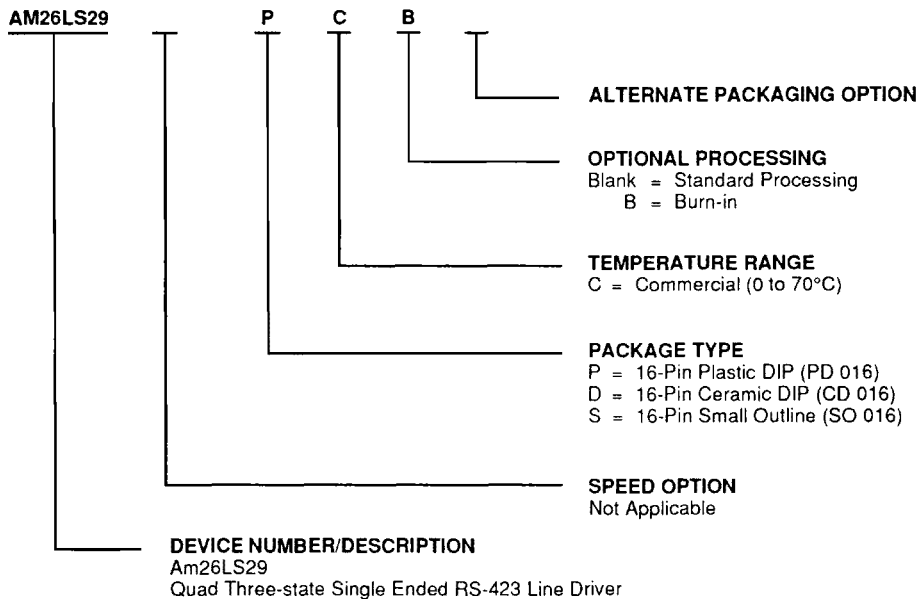 AM26LS29 P C B
ALTERNATE PACKAGING OPTION
OPTIONAL PROCESSING
Blank = Standard Processing
B = Burn-in
TEMPERATURE RANGE
C = Commercial (0 to 70°C)
PACKAGE TYPE
P = 16-Pin Plastic DIP (PD 016)
D = 16-Pin Ceramic DIP (CD 016)
S = 16-Pin Small Outline (SO 016)
SPEED OPTION
Not Applicable
DEVICE NUMBER/DESCRIPTION
Am26LS29
Quad Three-state Single Ended RS-423 Line Driver